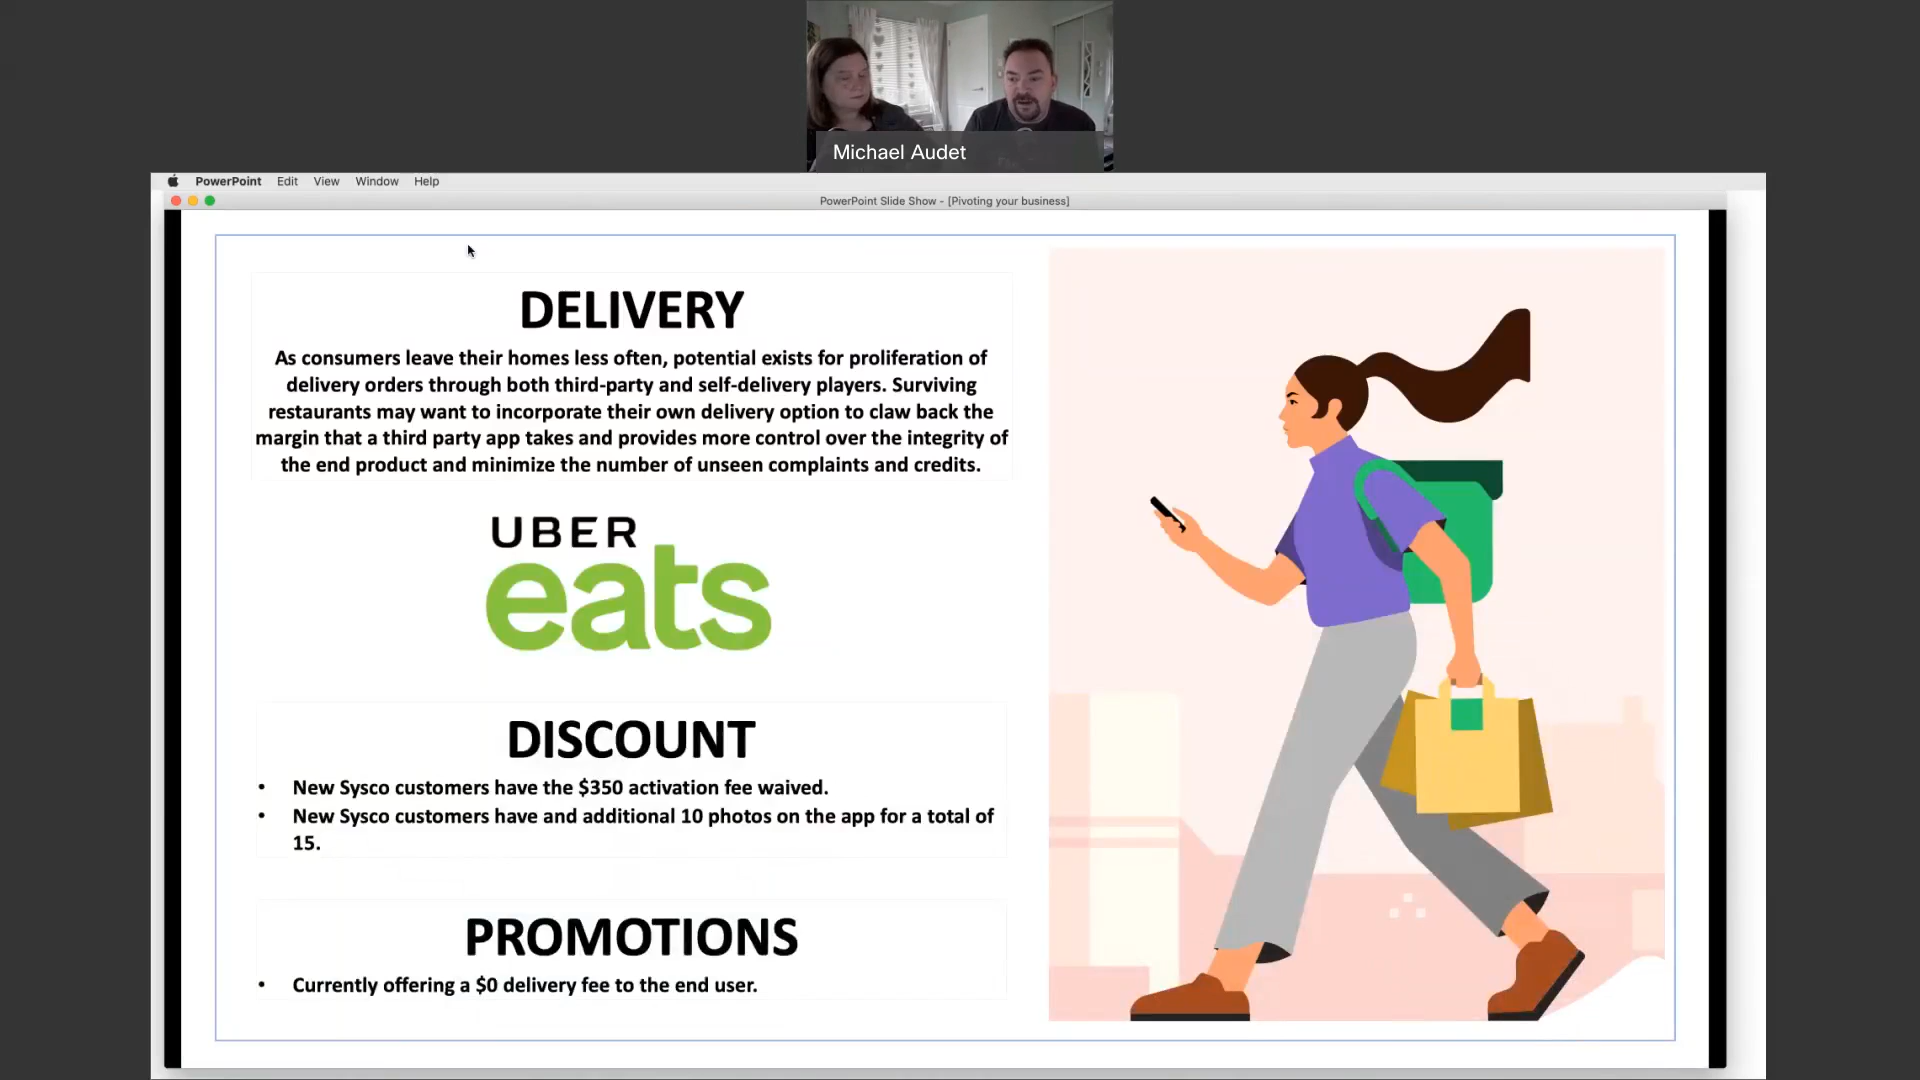 Michael Audet
PowerPoint Edit View Window Help
PowerPoint Slide Show - [Pivoting your business]
DELIVERY
As consumers leave their homes less often, potential exists for proliferation of
delivery orders through both third-party and self-delivery players. Surviving
restaurants may want to incorporate their own delivery option to claw back the
margin that a third party app takes and provides more control over the integrity of
the end product and minimize the number of unseen complaints and credits.
UBER
eats
DISCOUNT
• New Sysco customers have the $350 activation fee waived.
• New Sysco customers have and additional 10 photos on the app for a total of
15.
PROMOTIONS
• Currently offering a $0 delivery fee to the end user.